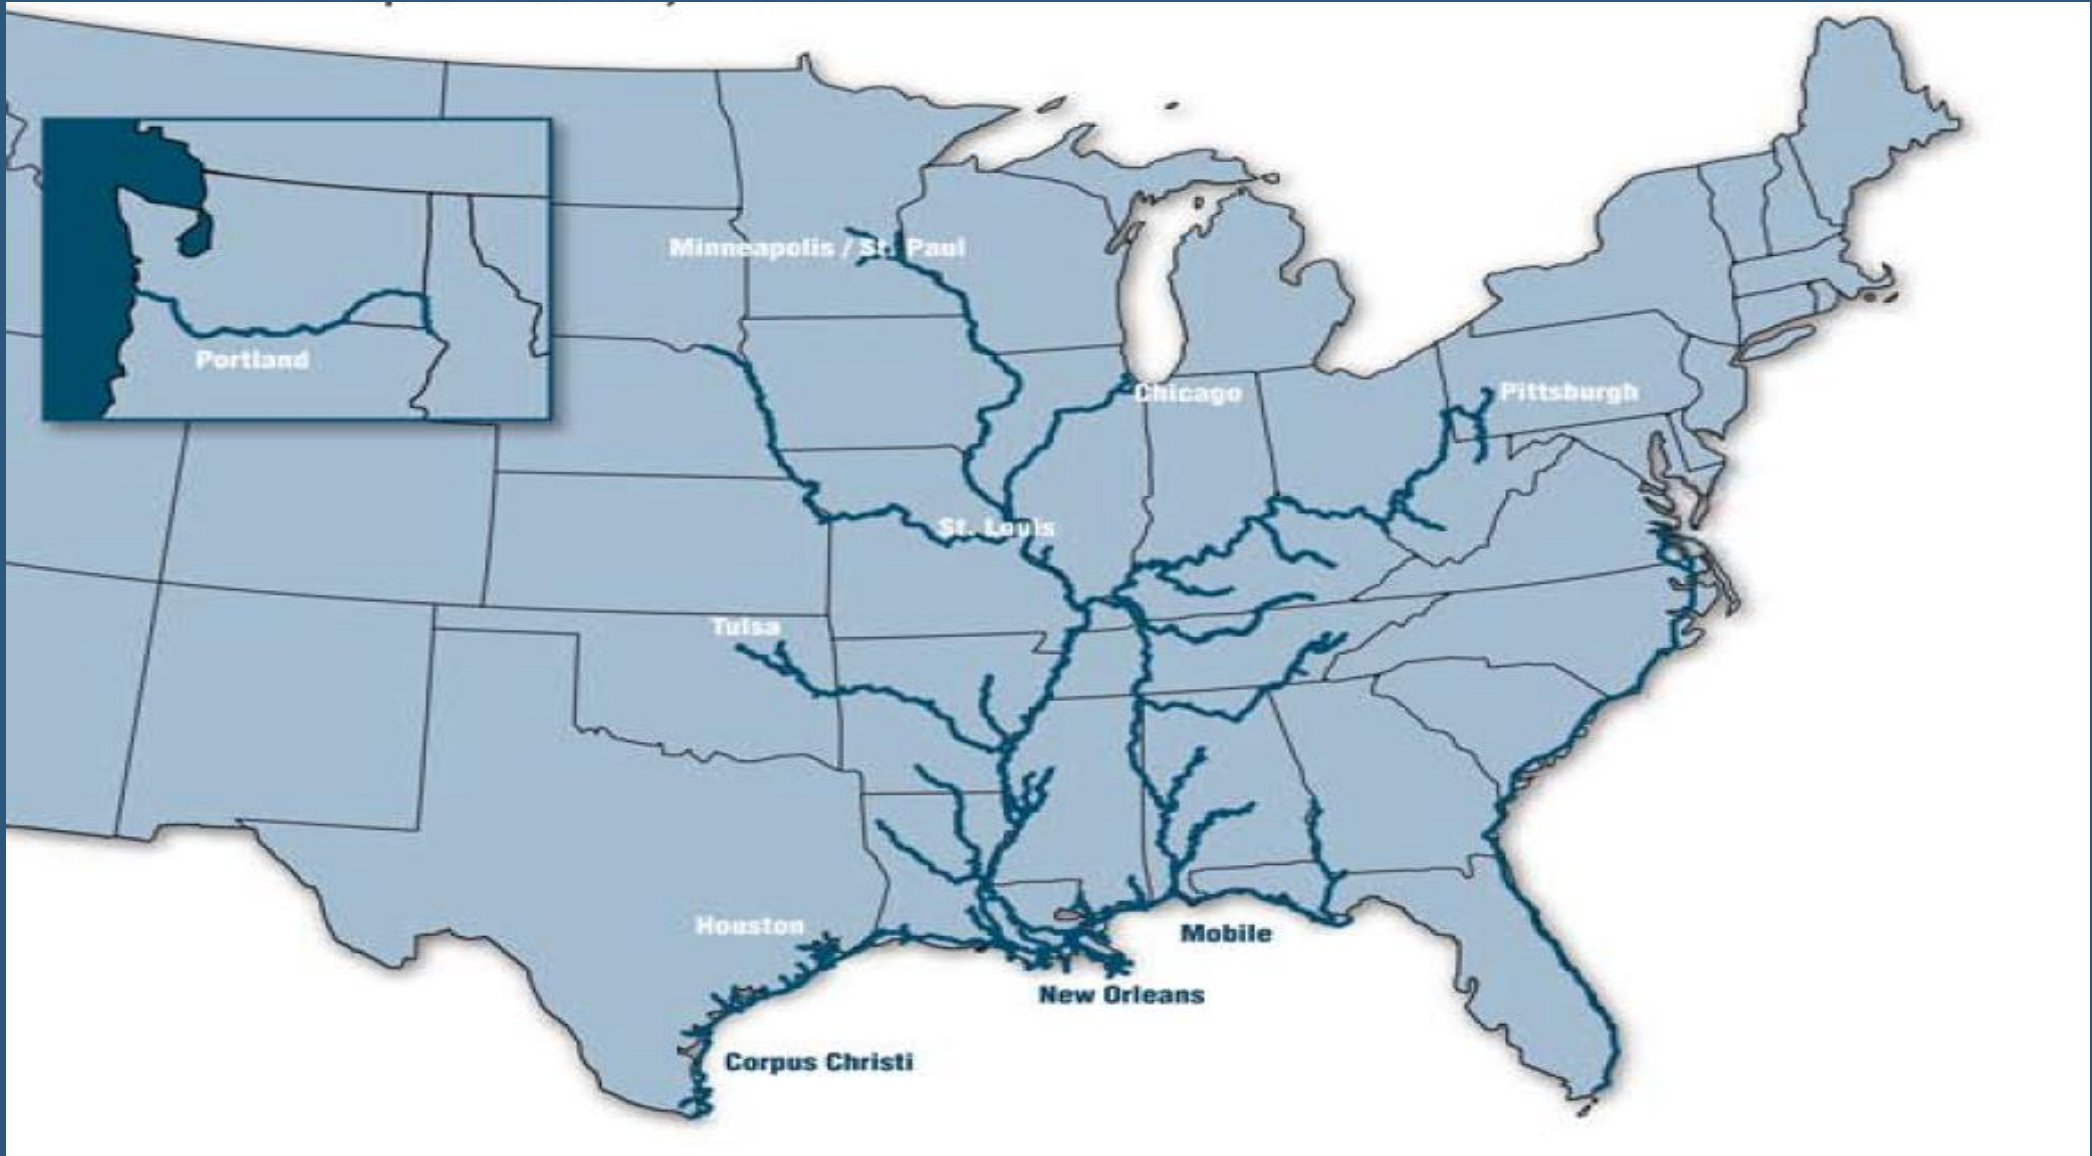 Minneapolis / St. Paul
Portland
Chicago
Pittsburgh
St. Louis
Tulsa
Houston
Mobile
New Orleans
Corpus Christi